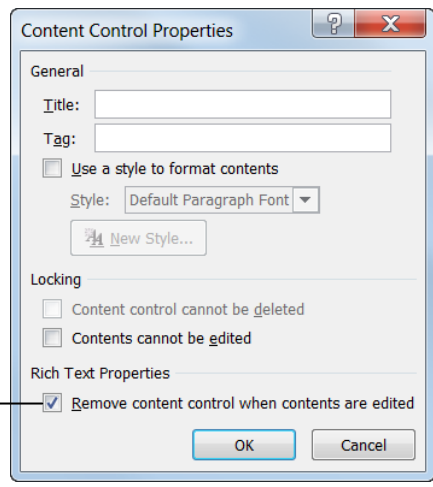 Content Control Properties ? X
General
Title:
Tag:
Use a style to format contents
Style: Default Paragraph Font
New Style...
Locking
Content control cannot be deleted
Contents cannot be edited
Rich Text Properties
Remove content control when contents are edited
OK Cancel